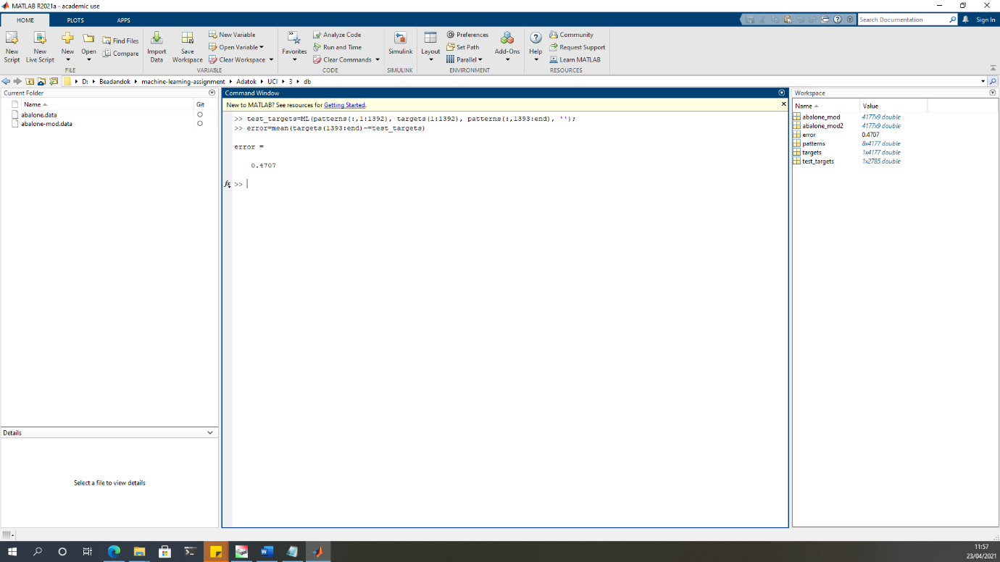 MATLAB R2021a - academic use
HOME PLOTS APPS
Search Documentation
Sign In
New Script
New Live Script
New
Open
Find Files
Compare
FILE
Import Data
Save Workspace
New Variable
Open Variable
Clear Workspace
VARIABLE
Favorites
Analyze Code
Run and Time
Clear Commands
CODE
Simulink
SIMULINK
Layout
Preferences
Set Path
Parallel
Add-Ons
ENVIRONMENT
Help
Community
Request Support
Learn MATLAB
RESOURCES
D: Beadandok machine-learning-assignment Adatok UCI 3 db
Current Folder
Name Git
abalone.data
abalone-mod.data
Details
Select a file to view details
Command Window
New to MATLAB? See resources for Getting Started.
>> test_targets=ML(patterns(:,1:1392), targets(1:1392), patterns(:,1393:end), '');
>> error=mean(targets(1393:end)~=test_targets)
error =
0.4707
fx >>
Workspace
Name Value
abalone_mod 4177x9 double
abalone_mod2 4177x9 double
error 0.4707
patterns 8x4177 double
targets 1x4177 double
test_targets 1x2785 double
11:57
23/04/2021